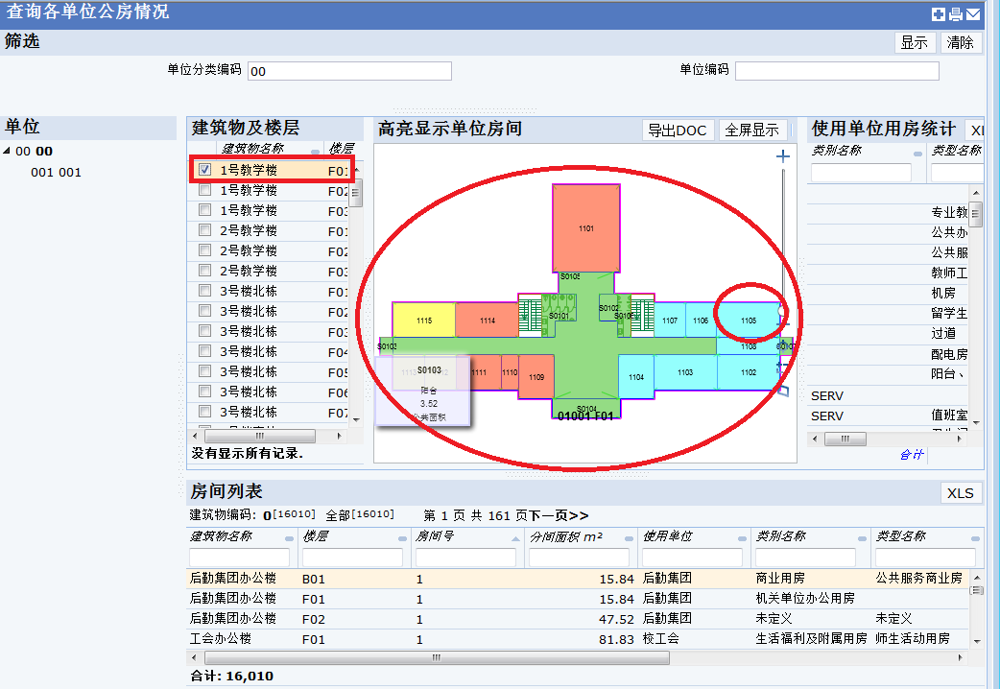 查询各单位公房情况
筛选
显示
清除
单位分类编码
00
单位编码
单位
00 00
001 001
建筑物及楼层
建筑物名称 楼层
1号教学楼 F01
1号教学楼 F02
1号教学楼 F03
2号教学楼 F01
2号教学楼 F02
2号教学楼 F03
3号楼北栋 F01
3号楼北栋 F02
3号楼北栋 F03
3号楼北栋 F04
3号楼北栋 F05
3号楼北栋 F06
3号楼北栋 F07
没有显示所有记录.
高亮显示单位房间
导出DOC
全屏显示
1101
S0105
1115
1114
S0101
S0102
1107
1106
1105
S0103
1108
1111
1110
1109
1104
1103
1102
S0104
01001 F01
S0103
阳台
3.52
公共面积
使用单位用房统计
类别名称 类型名称
专业教
公共办
公共服
教师工
机房
留学生
过道
配电房
阳台、
SERV
SERV 值班室
合计
房间列表
XLS
建筑物编码: 0[16010] 全部[16010] 第 1 页 共 161 页下一页>>
建筑物名称 楼层 房间号 分间面积 m² 使用单位 类别名称 类型名称
后勤集团办公楼 B01 1 15.84 后勤集团 商业用房 公共服务商业房
后勤集团办公楼 F01 1 15.84 后勤集团 机关单位办公用房
后勤集团办公楼 F02 1 47.52 后勤集团 未定义 未定义
工会办公楼 F01 1 81.83 校工会 生活福利及附属用房 师生活动用房
合计: 16,010